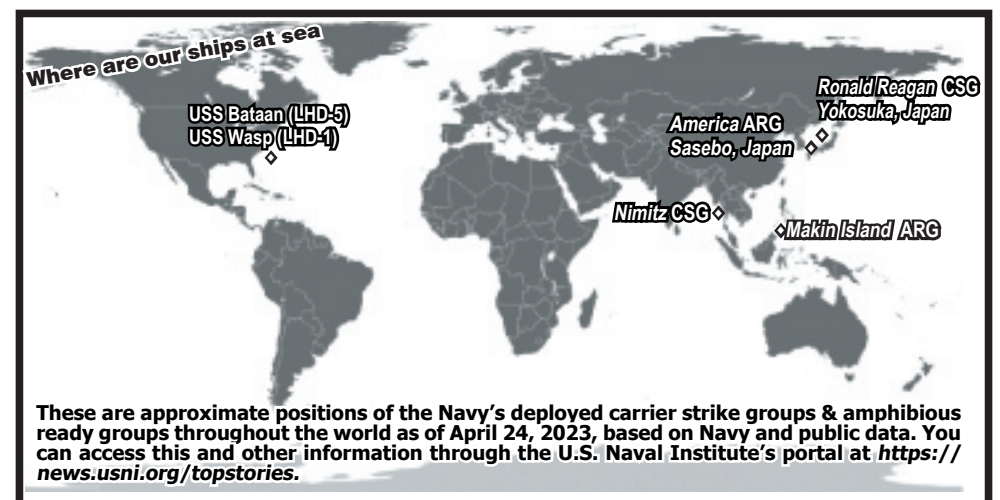 Where are our ships at sea
USS Bataan (LHD-5)
USS Wasp (LHD-1)
Ronald Reagan CSG
Yokosuka, Japan
America ARG
Sasebo, Japan
Nimitz CSG
Makin Island ARG
These are approximate positions of the Navy's deployed carrier strike groups & amphibious
ready groups throughout the world as of April 24, 2023, based on Navy and public data. You
can access this and other information through the U.S. Naval Institute's portal at https://
news.usni.org/topstories.